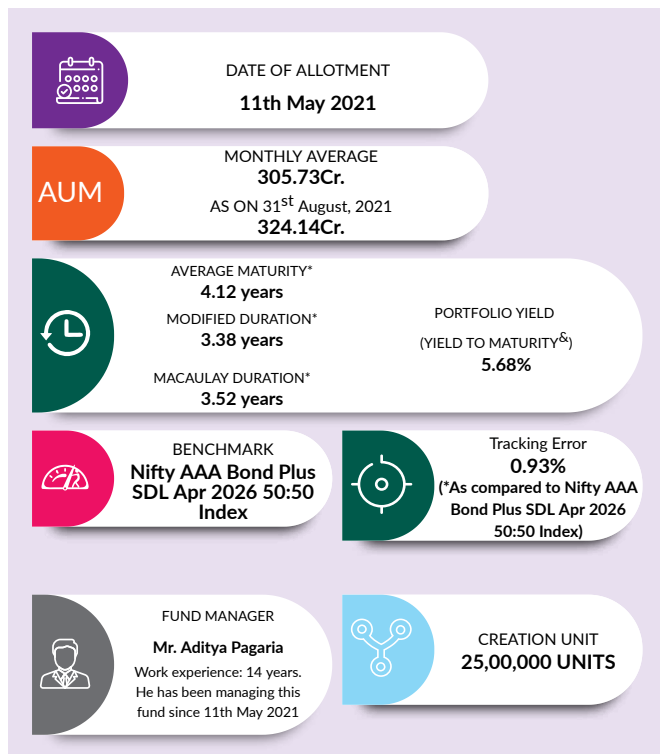 DATE OF ALLOTMENT
11th May 2021
AUM
MONTHLY AVERAGE
305.73Cr.
AS ON 31st August, 2021
324.14Cr.
AVERAGE MATURITY*
4.12 years
MODIFIED DURATION*
3.38 years
MACAULAY DURATION*
3.52 years
PORTFOLIO YIELD
(YIELD TO MATURITY&)
5.68%
BENCHMARK
Nifty AAA Bond Plus
SDL Apr 2026 50:50
Index
Tracking Error
0.93%
(*As compared to Nifty AAA
Bond Plus SDL Apr 2026
50:50 Index)
FUND MANAGER
Mr. Aditya Pagaria
Work experience: 14 years.
He has been managing this
fund since 11th May 2021
CREATION UNIT
25,00,000 UNITS